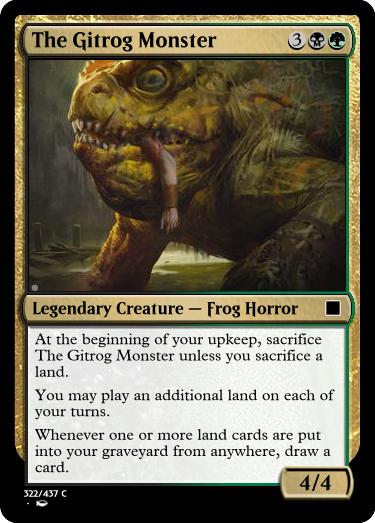 The Gitrog Monster 3
Legendary Creature — Frog Horror
At the beginning of your upkeep, sacrifice
The Gitrog Monster unless you sacrifice a
land.
You may play an additional land on each of
your turns.
Whenever one or more land cards are put
into your graveyard from anywhere, draw a
card.
4/4
322/437 C